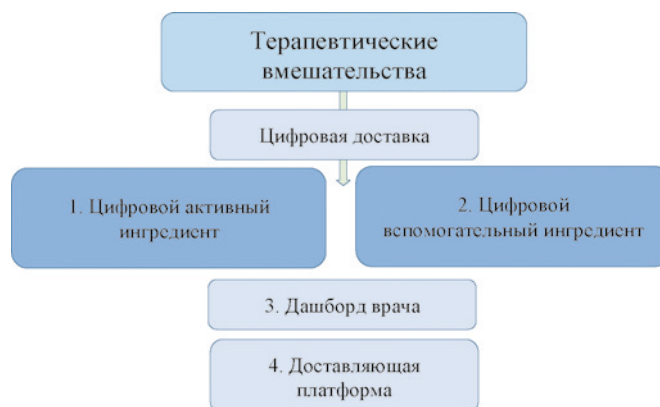 Терапевтические
вмешательства
Цифровая доставка
1. Цифровой активный
ингредиент
2. Цифровой
вспомогательный ингредиент
3. Дашборд врача
4. Доставляющая
платформа